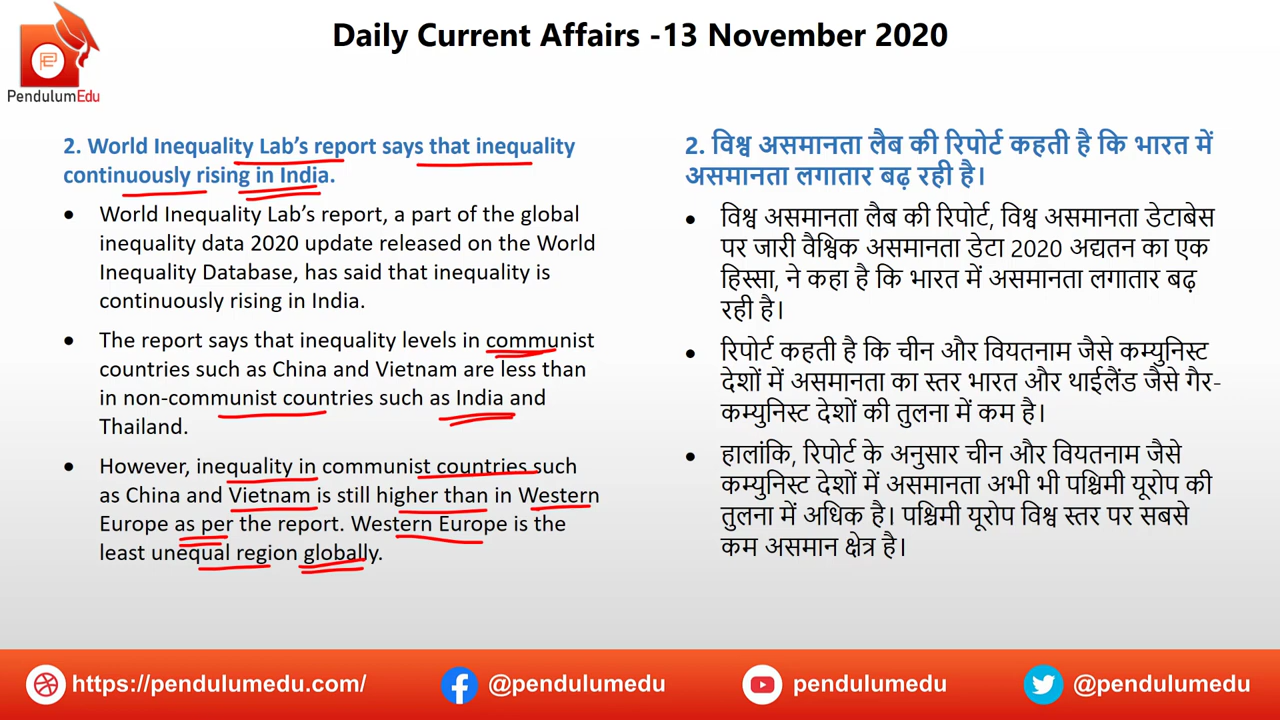 Daily Current Affairs -13 November 2020
PendulumEdu
2. World Inequality Lab’s report says that inequality
continuously rising in India.
• World Inequality Lab’s report, a part of the global
inequality data 2020 update released on the World
Inequality Database, has said that inequality is
continuously rising in India.
• The report says that inequality levels in communist
countries such as China and Vietnam are less than
in non-communist countries such as India and
Thailand.
• However, inequality in communist countries such
as China and Vietnam is still higher than in Western
Europe as per the report. Western Europe is the
least unequal region globally.
2. विश्व असमानता लैब की रिपोर्ट कहती है कि भारत में
असमानता लगातार बढ़ रही है।
• विश्व असमानता लैब की रिपोर्ट, विश्व असमानता डेटाबेस
पर जारी वैश्विक असमानता डेटा 2020 अद्यतन का एक
हिस्सा, ने कहा है कि भारत में असमानता लगातार बढ़
रही है।
• रिपोर्ट कहती है कि चीन और वियतनाम जैसे कम्युनिस्ट
देशों में असमानता का स्तर भारत और थाईलैंड जैसे गैर-
कम्युनिस्ट देशों की तुलना में कम है।
• हालांकि, रिपोर्ट के अनुसार चीन और वियतनाम जैसे
कम्युनिस्ट देशों में असमानता अभी भी पश्चिमी यूरोप की
तुलना में अधिक है। पश्चिमी यूरोप विश्व स्तर पर सबसे
कम असमान क्षेत्र है।
https://pendulumedu.com/
@pendulumedu
pendulumedu
@pendulumedu